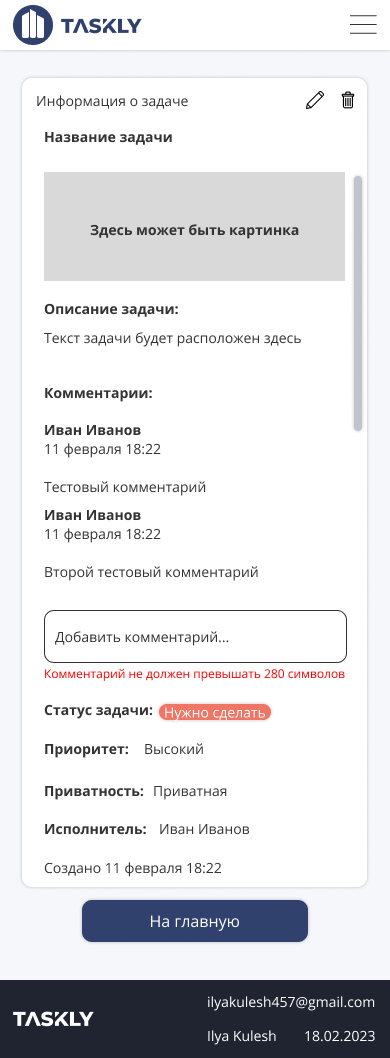 TASKLY
Информация о задаче
Название задачи
Здесь может быть картинка
Описание задачи:
Текст задачи будет расположен здесь
Комментарии:
Иван Иванов
11 февраля 18:22
Тестовый комментарий
Иван Иванов
11 февраля 18:22
Второй тестовый комментарий
Добавить комментарий...
Комментарий не должен превышать 280 символов
Статус задачи: Нужно сделать
Приоритет: Высокий
Приватность: Приватная
Исполнитель: Иван Иванов
Создано 11 февраля 18:22
На главную
ilyakulesh457@gmail.com
TASKLY
Ilya Kulesh 18.02.2023